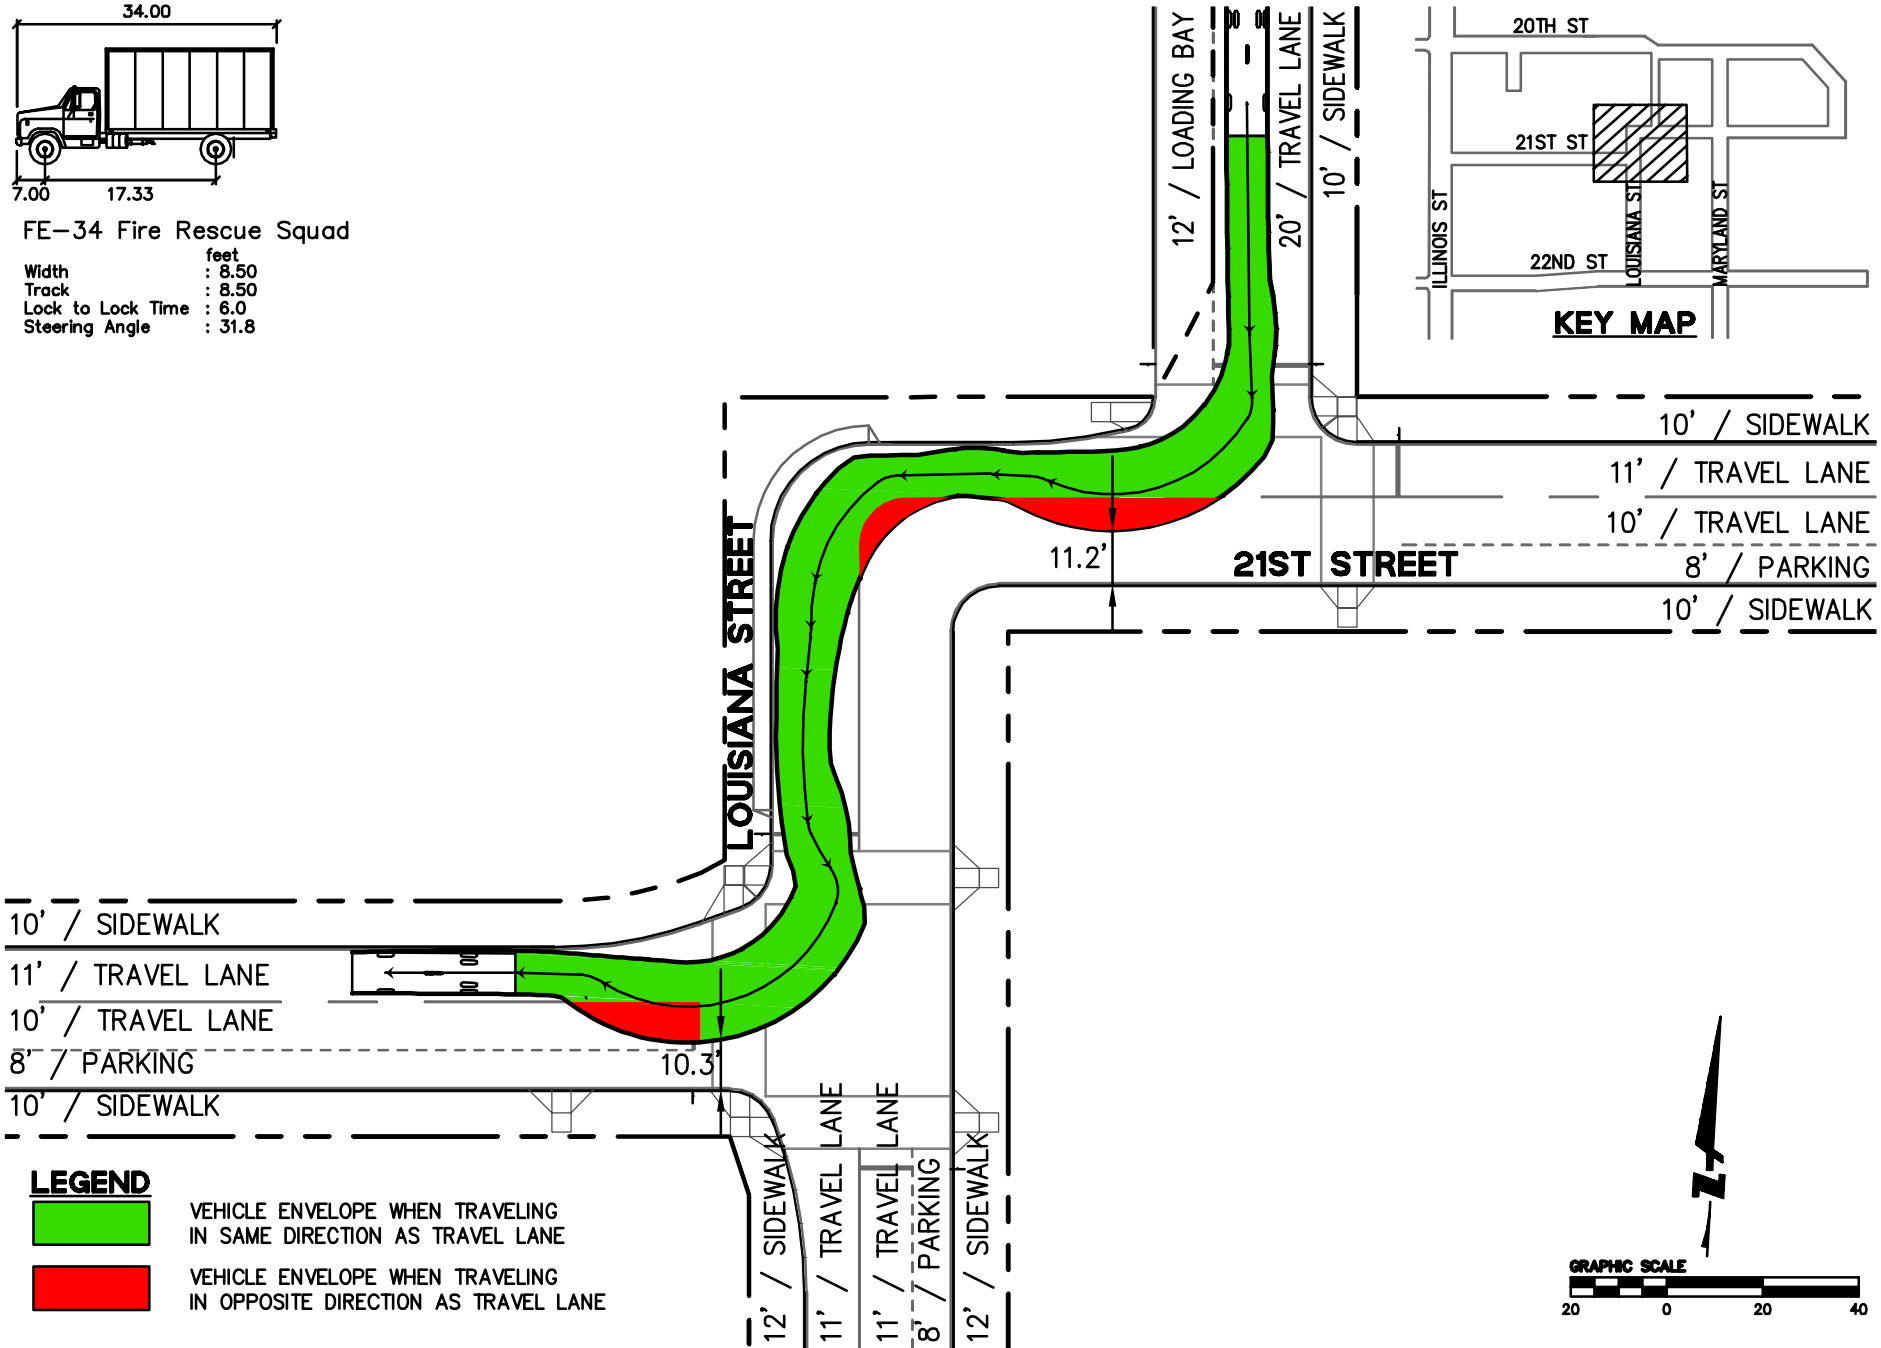 34.00
7.00
17.33
FE-34 Fire Rescue Squad
feet
Width : 8.50
Track : 8.50
Lock to Lock Time : 6.0
Steering Angle : 31.8
12' / LOADING BAY
20' / TRAVEL LANE
10' / SIDEWALK
20TH ST
21ST ST
22ND ST
ILLINOIS ST
LOUISIANA ST
MARYLAND ST
KEY MAP
10' / SIDEWALK
11' / TRAVEL LANE
10' / TRAVEL LANE
8' / PARKING
10' / SIDEWALK
11.2'
21ST STREET
LOUISIANA STREET
10' / SIDEWALK
11' / TRAVEL LANE
10' / TRAVEL LANE
8' / PARKING
10' / SIDEWALK
10.3'
12' / SIDEWALK
11' / TRAVEL LANE
11' / TRAVEL LANE
8' / PARKING
12' / SIDEWALK
LEGEND
VEHICLE ENVELOPE WHEN TRAVELING
IN SAME DIRECTION AS TRAVEL LANE
VEHICLE ENVELOPE WHEN TRAVELING
IN OPPOSITE DIRECTION AS TRAVEL LANE
N
GRAPHIC SCALE
20 0 20 40